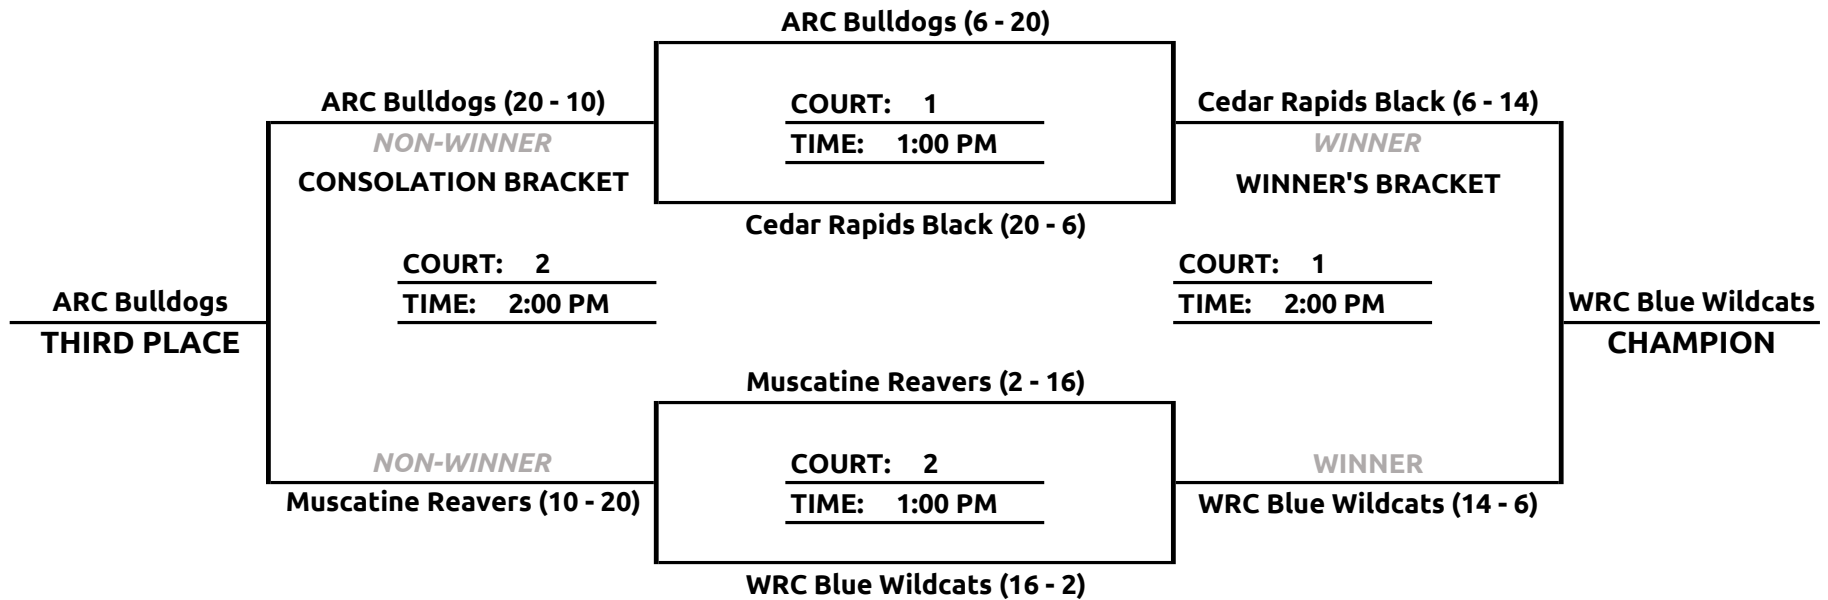 ARC Bulldogs (6 - 20)
ARC Bulldogs (20 - 10)
COURT: 1
Cedar Rapids Black (6 - 14)
NON-WINNER
TIME: 1:00 PM
WINNER
CONSOLATION BRACKET
WINNER'S BRACKET
Cedar Rapids Black (20 - 6)
COURT: 2
COURT: 1
ARC Bulldogs
TIME: 2:00 PM
TIME: 2:00 PM
WRC Blue Wildcats
THIRD PLACE
CHAMPION
Muscatine Reavers (2 - 16)
NON-WINNER
COURT: 2
WINNER
Muscatine Reavers (10 - 20)
TIME: 1:00 PM
WRC Blue Wildcats (14 - 6)
WRC Blue Wildcats (16 - 2)